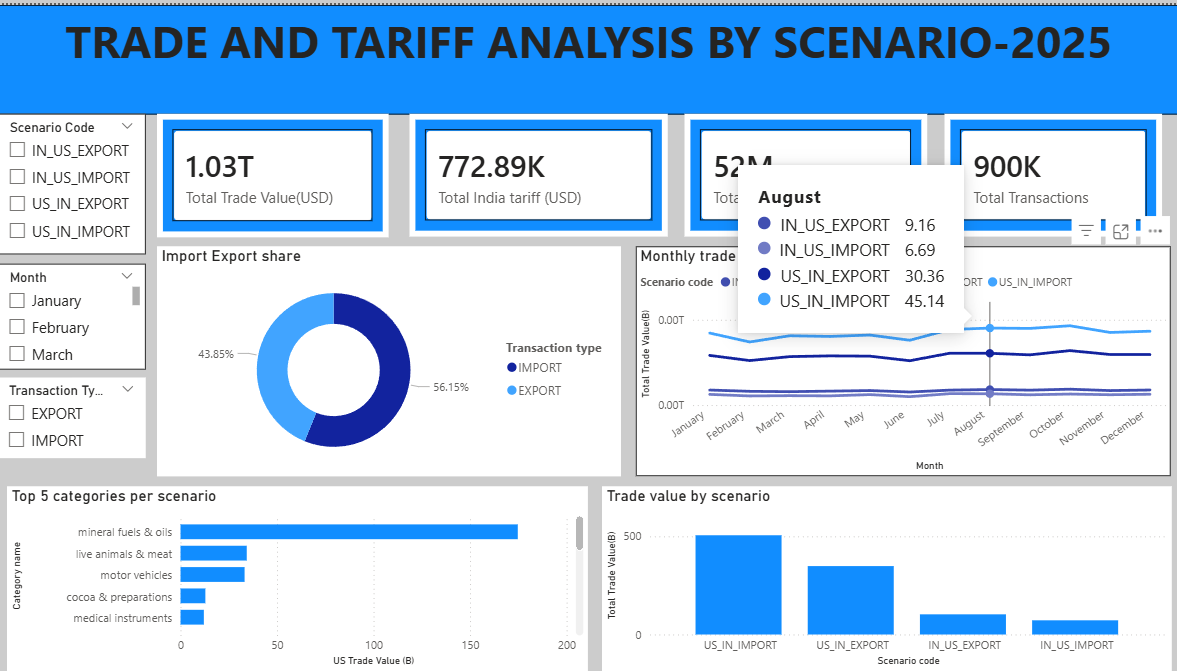 TRADE AND TARIFF ANALYSIS BY SCENARIO-2025
Scenario Code
IN_US_EXPORT
IN_US_IMPORT
US_IN_EXPORT
US_IN_IMPORT
Month
January
February
March
Transaction Ty...
EXPORT
IMPORT
1.03T
Total Trade Value(USD)
772.89K
Total India tariff (USD)
52M
900K
Total Transactions
August
IN_US_EXPORT 9.16
IN_US_IMPORT 6.69
US_IN_EXPORT 30.36
US_IN_IMPORT 45.14
Import Export share
43.85%
56.15%
Transaction type
IMPORT
EXPORT
Monthly trade
Scenario code
US_IN_IMPORT
Total Trade Value(B)
0.00T
0.00T
January
February
March
April
May
June
July
August
September
October
November
December
Month
Top 5 categories per scenario
Category name
mineral fuels & oils
live animals & meat
motor vehicles
cocoa & preparations
medical instruments
0 50 100 150 200
US Trade Value (B)
Trade value by scenario
Total Trade Value(B)
500
0
US_IN_IMPORT US_IN_EXPORT IN_US_EXPORT IN_US_IMPORT
Scenario code